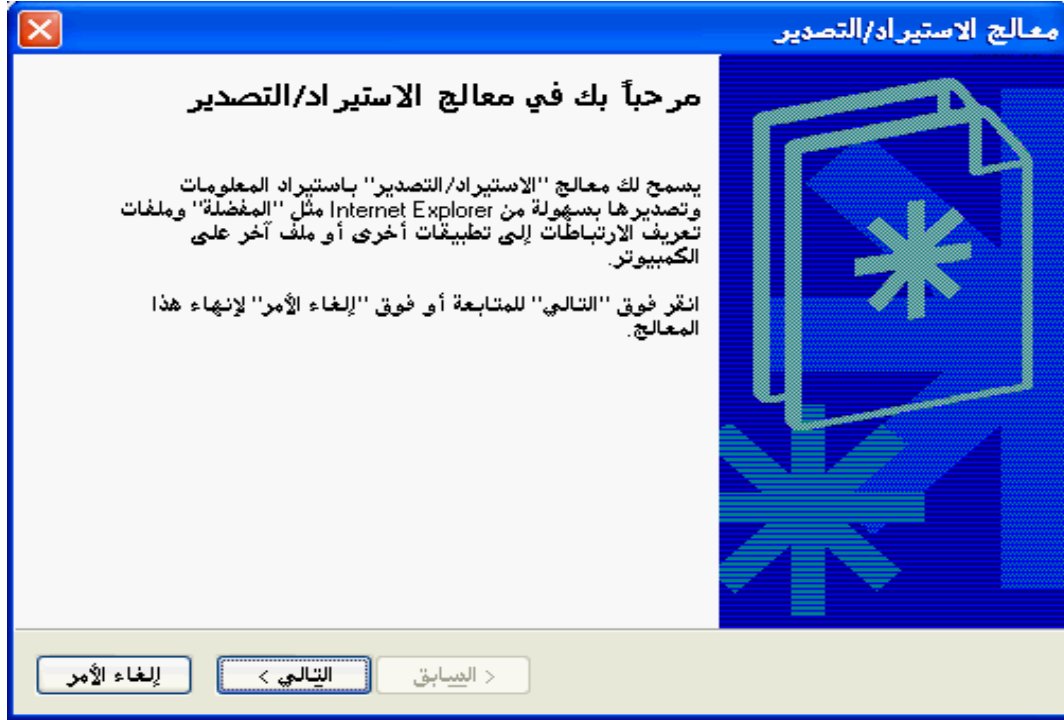 معالج الاستيراد/التصدير
مرحباً بك في معالج الاستيراد/التصدير
يسمح لك معالج "الاستيراد/التصدير" باستيراد المعلومات
وتصديرها بسهولة من Internet Explorer مثل "المفضلة" وملفات
تعريف الارتباطات إلى تطبيقات أخرى أو ملف آخر على
الكمبيوتر.
انقر فوق "التالي" للمتابعة أو فوق "إلغاء الأمر" لإنهاء هذا
المعالج.
< السابق
التالي >
إلغاء الأمر